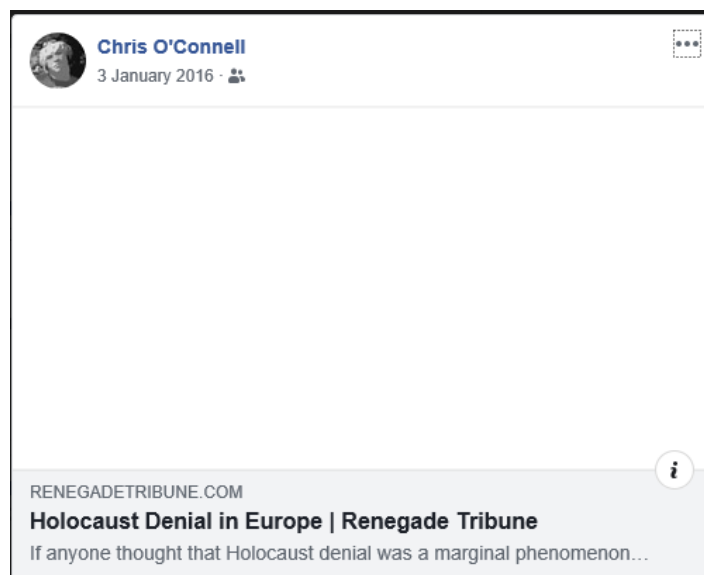 Chris O'Connell
3 January 2016 ·
RENEGADETRIBUNE.COM
Holocaust Denial in Europe | Renegade Tribune
If anyone thought that Holocaust denial was a marginal phenomenon...